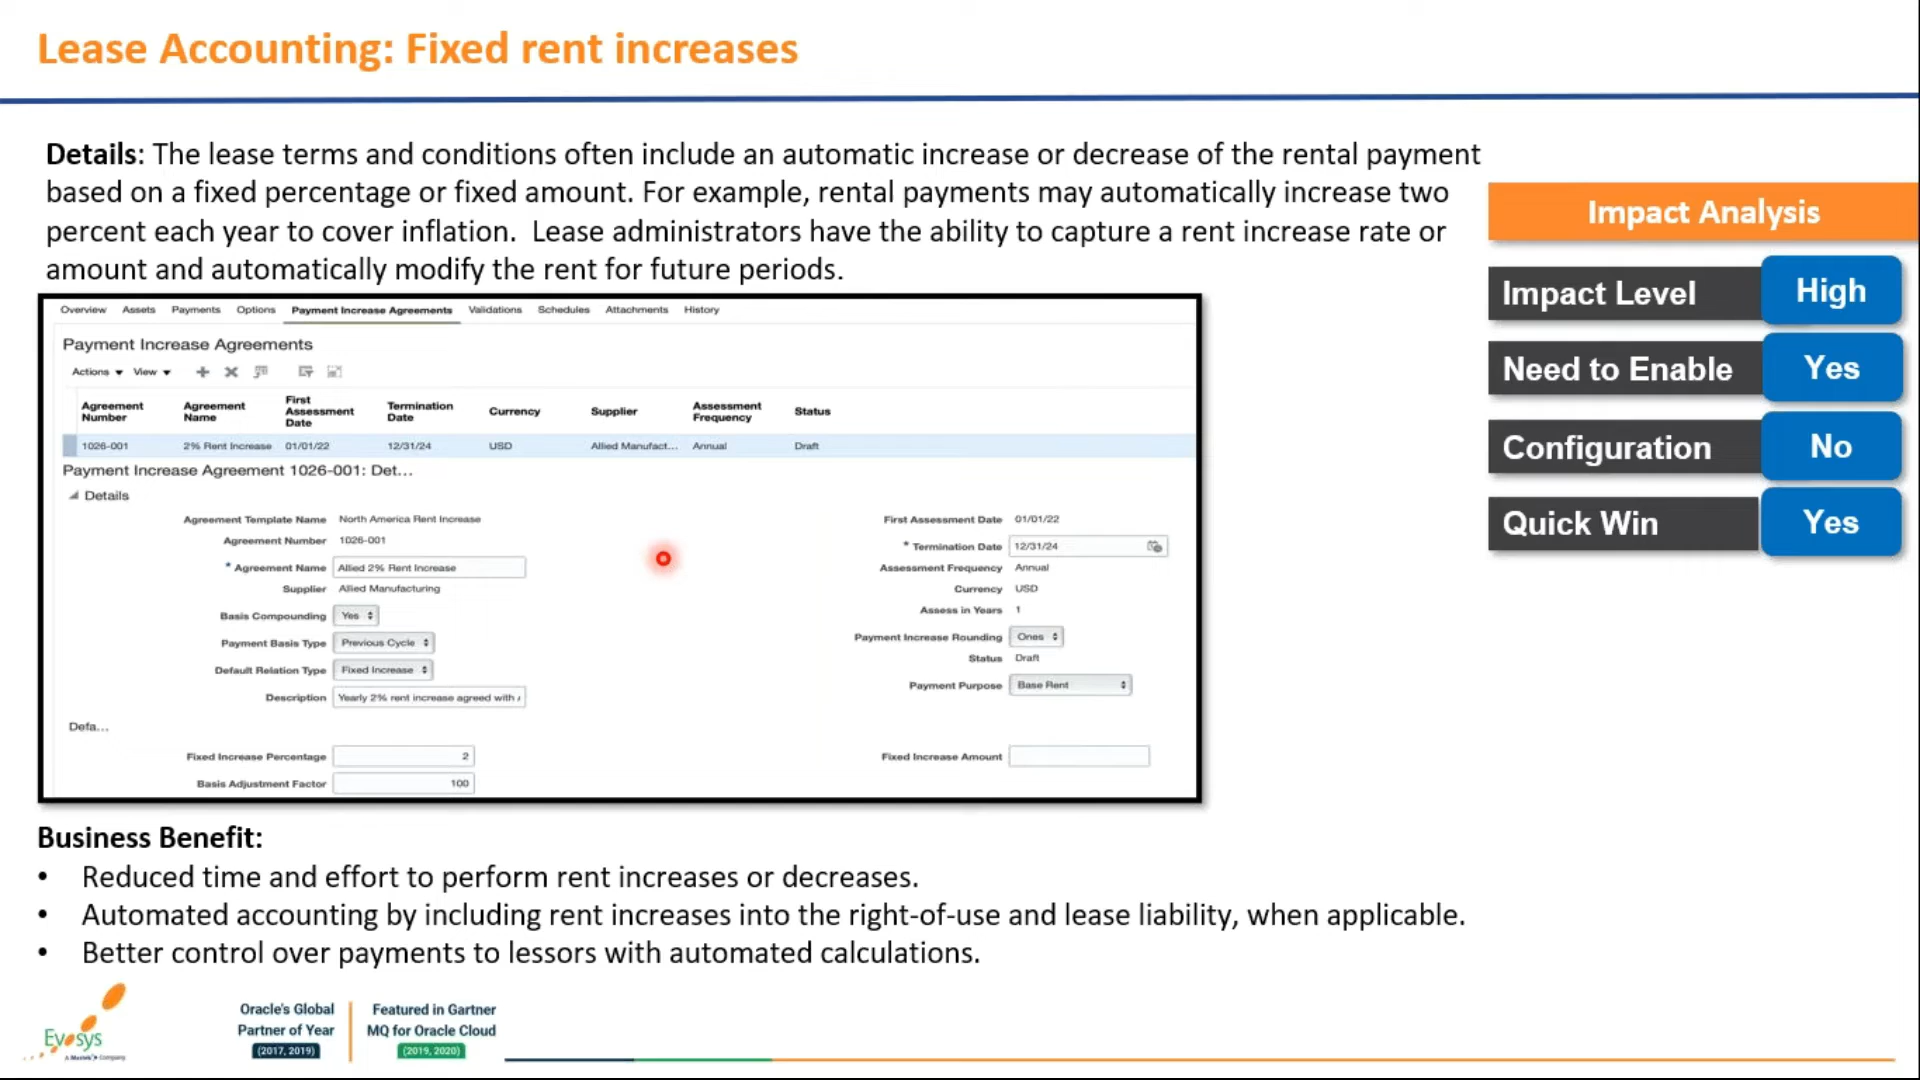 Lease Accounting: Fixed rent increases
Details: The lease terms and conditions often include an automatic increase or decrease of the rental payment
based on a fixed percentage or fixed amount. For example, rental payments may automatically increase two
percent each year to cover inflation.  Lease administrators have the ability to capture a rent increase rate or
amount and automatically modify the rent for future periods.
Impact Analysis
Impact Level High
Need to Enable Yes
Configuration No
Quick Win Yes
Overview Assets Payments Options Payment Increase Agreements Validations Schedules Attachments History
Payment Increase Agreements
Actions View
Agreement Number Agreement Name First Assessment Date Termination Date Currency Supplier Assessment Frequency Status
1026-001 2% Rent Increase 01/01/22 12/31/24 USD Allied Manufact... Annual Draft
Payment Increase Agreement 1026-001: Det...
Details
Agreement Template Name North America Rent Increase
Agreement Number 1026-001
* Agreement Name Allied 2% Rent Increase
Supplier Allied Manufacturing
Basis Compounding Yes
Payment Basis Type Previous Cycle
Default Relation Type Fixed Increase
Description Yearly 2% rent increase agreed with
First Assessment Date 01/01/22
* Termination Date 12/31/24
Assessment Frequency Annual
Currency USD
Assess in Years 1
Payment Increase Rounding Ones
Status Draft
Payment Purpose Base Rent
Defa...
Fixed Increase Percentage 2
Fixed Increase Amount
Basis Adjustment Factor 100
Business Benefit:
• Reduced time and effort to perform rent increases or decreases.
• Automated accounting by including rent increases into the right-of-use and lease liability, when applicable.
• Better control over payments to lessors with automated calculations.
Evosys
A Mastek Company
Oracle's Global
Partner of Year
(2017, 2019)
Featured in Gartner
MQ for Oracle Cloud
(2019, 2020)